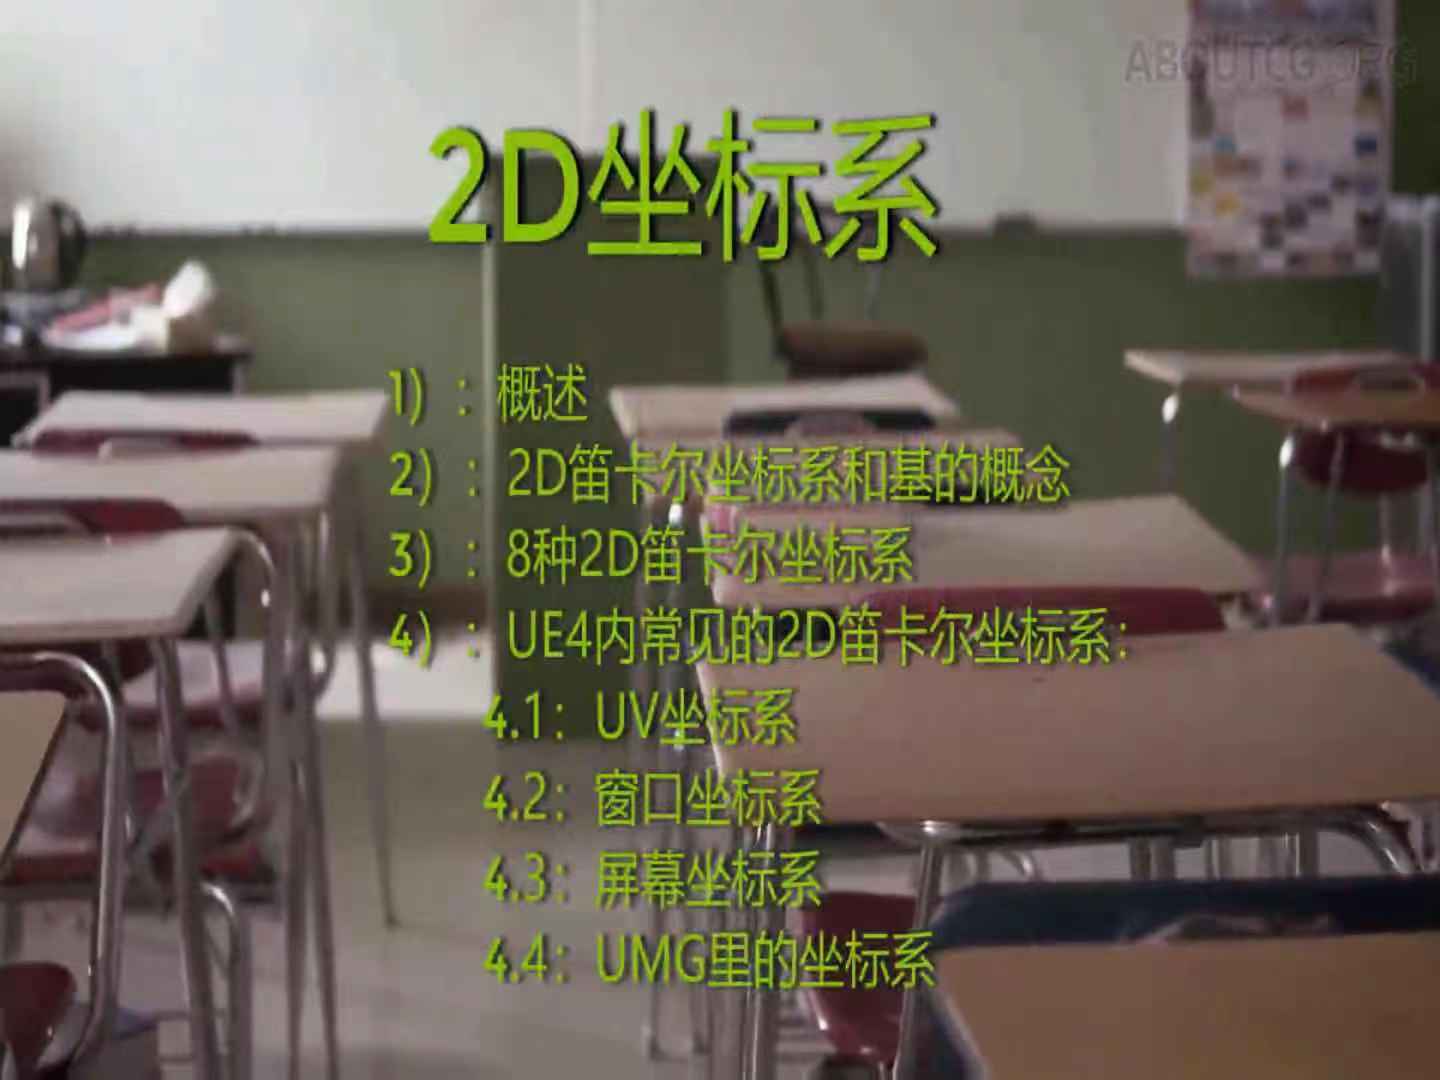 ABOUTCG.ORG
2D坐标系
1) ：概述
2) ：2D笛卡尔坐标系和基的概念
3) ：8种2D笛卡尔坐标系
4) ：UE4内常见的2D笛卡尔坐标系：
4.1：UV坐标系
4.2：窗口坐标系
4.3：屏幕坐标系
4.4：UMG里的坐标系